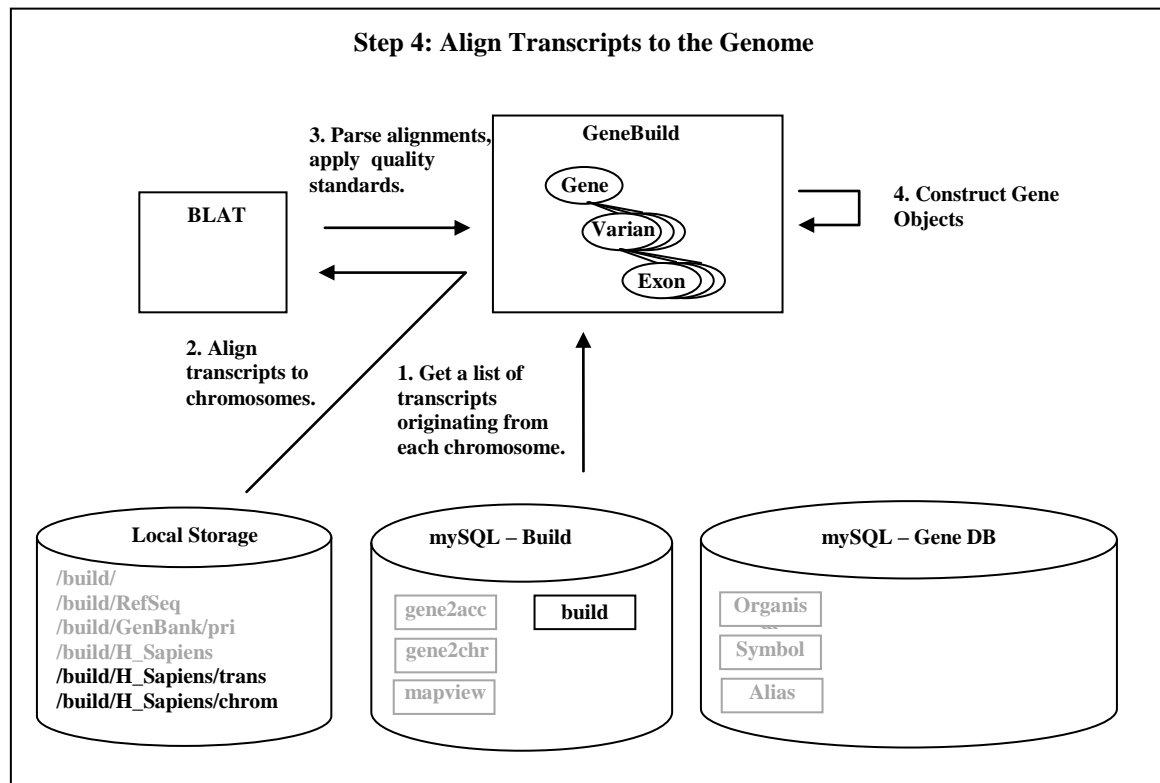 Step 4: Align Transcripts to the Genome
3. Parse alignments,
apply quality
standards.
GeneBuild
Gene
Varian
Exon
BLAT
4. Construct Gene
Objects
2. Align
transcripts to
chromosomes.
1. Get a list of
transcripts
originating from
each chromosome.
Local Storage
/build/
/build/RefSeq
/build/GenBank/pri
/build/H_Sapiens
/build/H_Sapiens/trans
/build/H_Sapiens/chrom
mySQL – Build
gene2acc
build
gene2chr
mapview
mySQL – Gene DB
Organis
Symbol
Alias